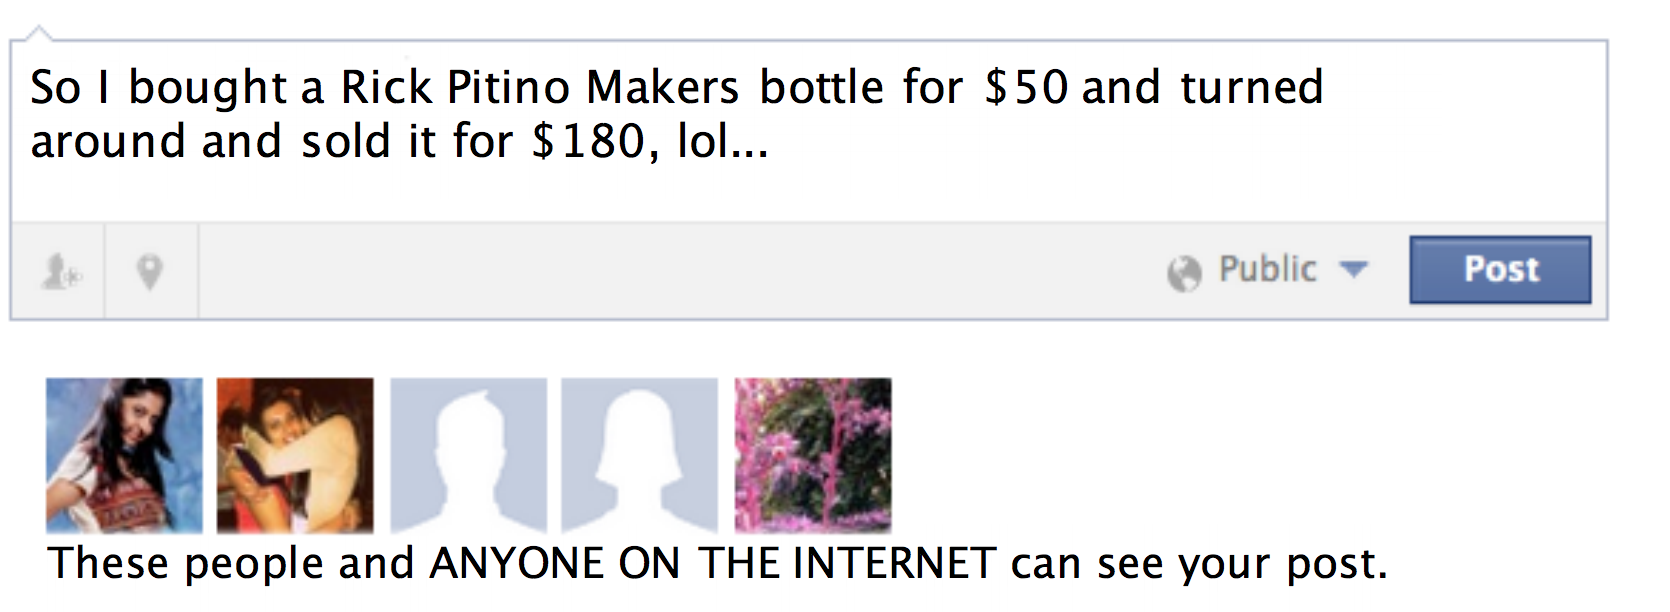 So I bought a Rick Pitino Makers bottle for $50 and turned
around and sold it for $180, lol...
Public
Post
These people and ANYONE ON THE INTERNET can see your post.